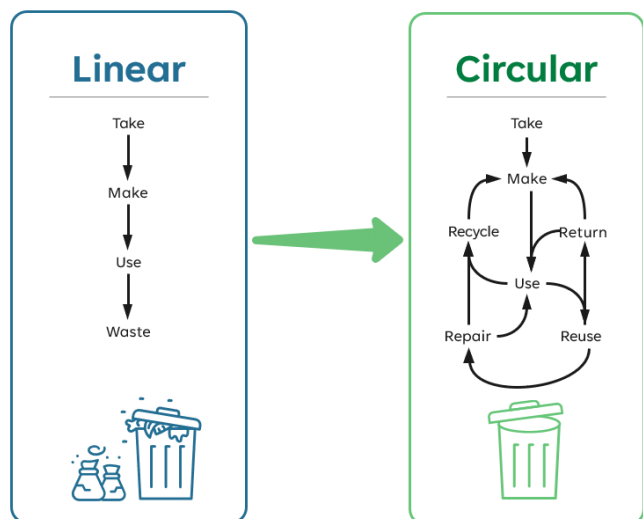 Linear
Take
Make
Use
Waste
Circular
Take
Make
Recycle
Return
Use
Repair
Reuse